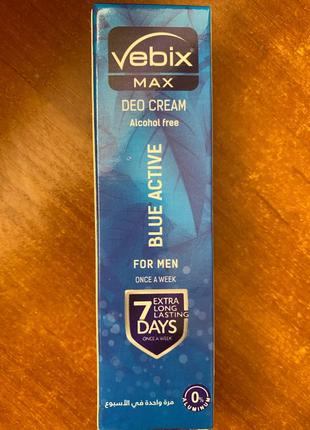 Vebix
MAX
DEO CREAM
Alcohol free
BLUE ACTIVE
FOR MEN
ONCE A WEEK
7 EXTRA
LONG
LASTING
DAYS
ONCE A WEEK
مرة واحدة في الأسبوع
0%
ALUMINUM